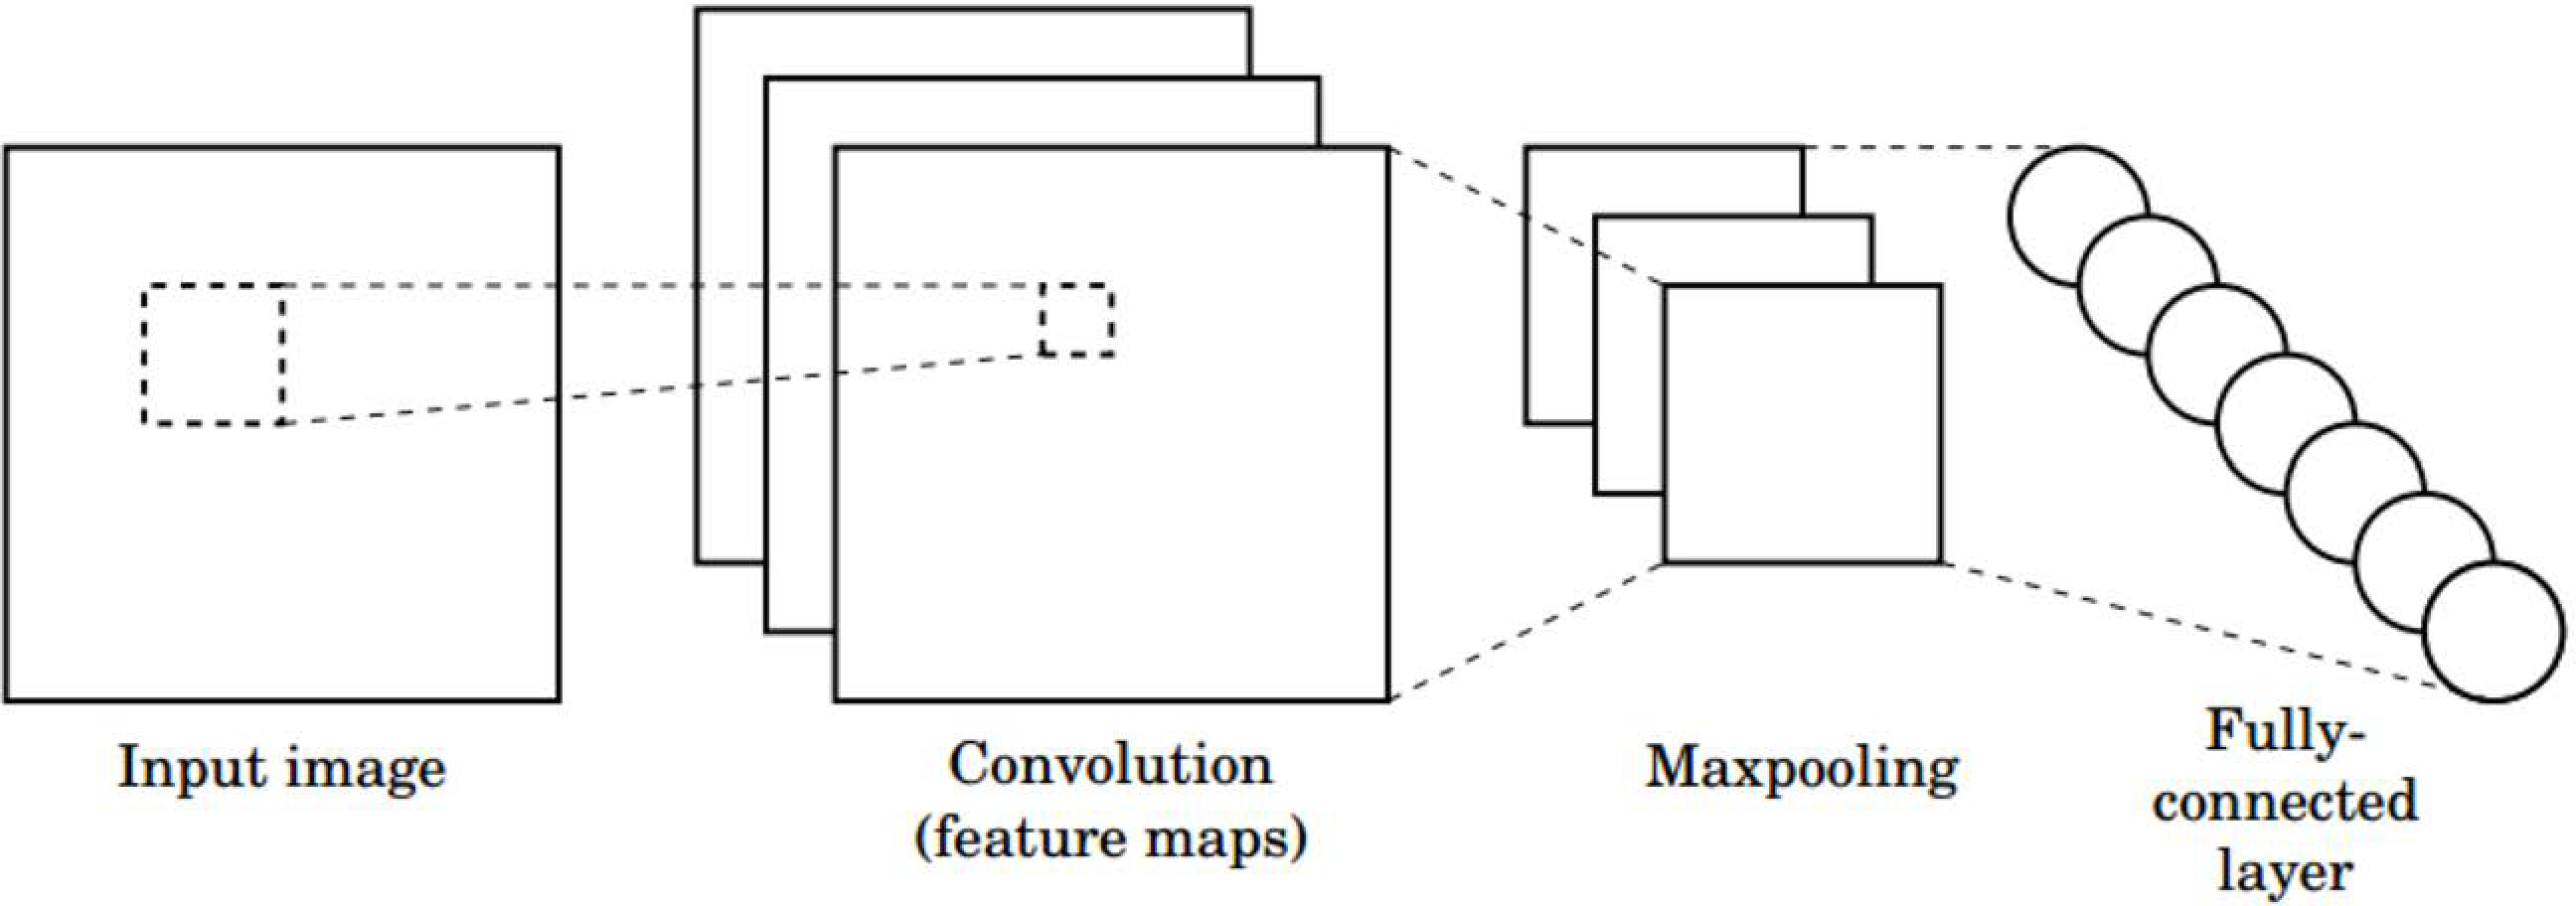 Input image
Convolution
(feature maps)
Maxpooling
Fully-
connected
layer